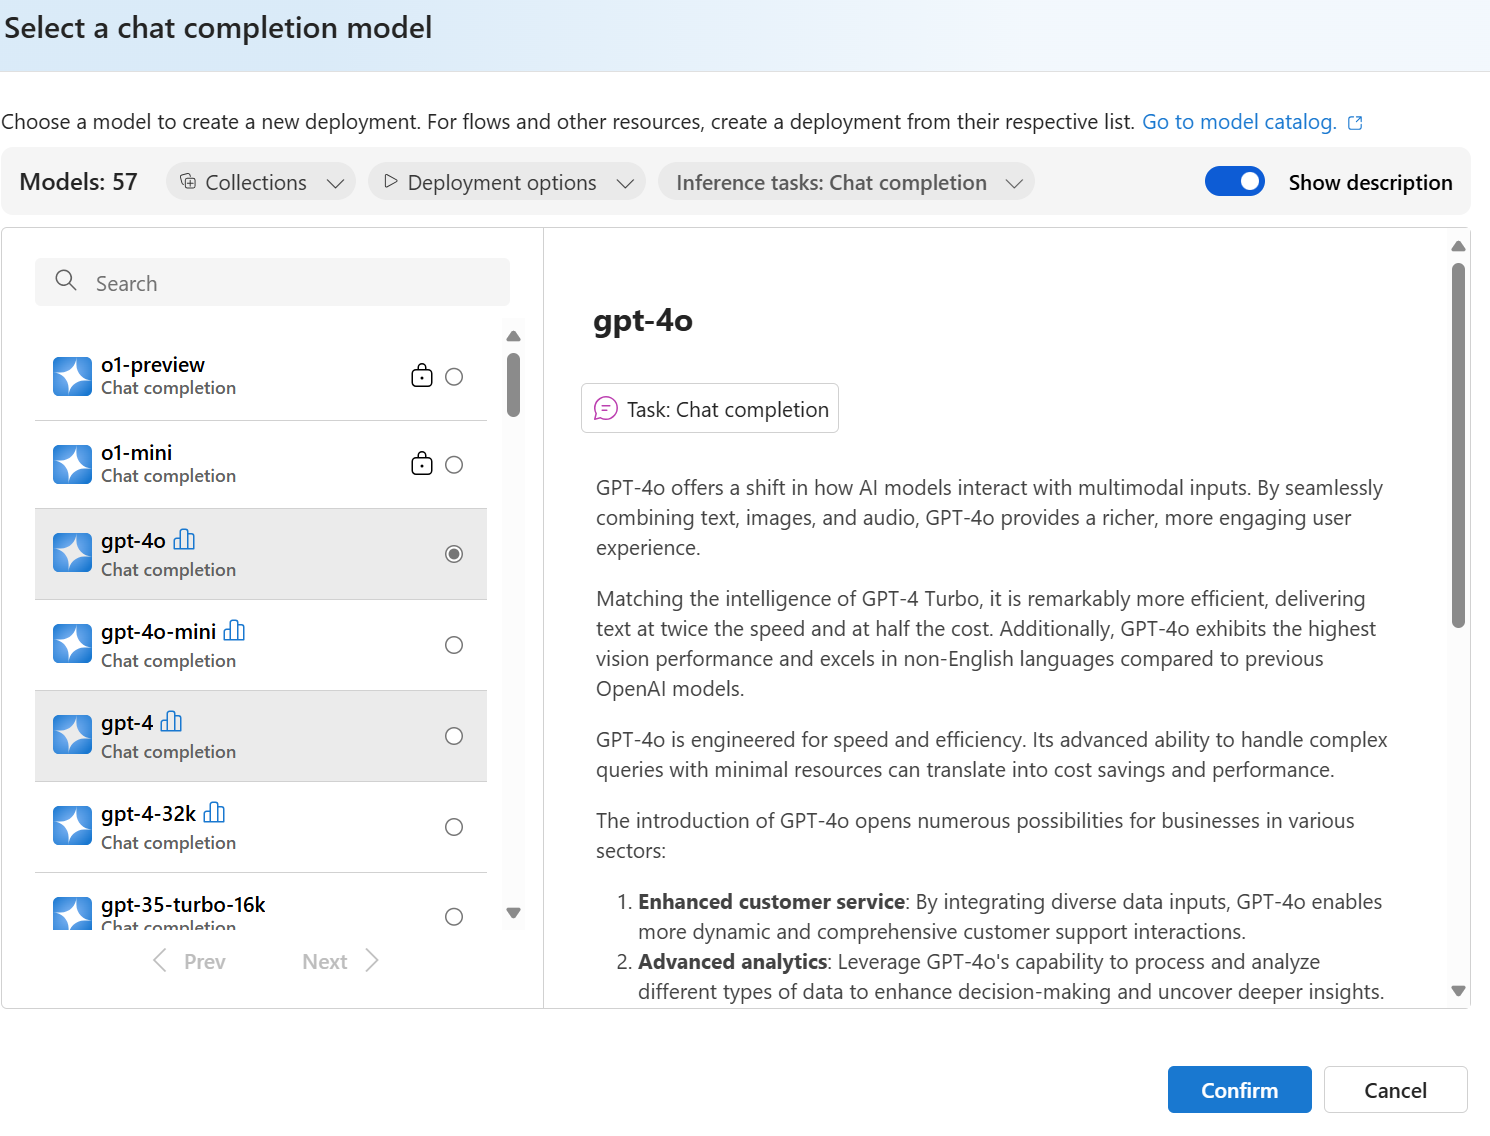 Select a chat completion model
Choose a model to create a new deployment. For flows and other resources, create a deployment from their respective list. Go to model catalog.
Models: 57
Collections
Deployment options
Inference tasks: Chat completion
Show description
Search
o1-preview
Chat completion
o1-mini
Chat completion
gpt-4o
Chat completion
gpt-4o-mini
Chat completion
gpt-4
Chat completion
gpt-4-32k
Chat completion
gpt-35-turbo-16k
Chat completion
Prev
Next
gpt-4o
Task: Chat completion
GPT-4o offers a shift in how AI models interact with multimodal inputs. By seamlessly
combining text, images, and audio, GPT-4o provides a richer, more engaging user
experience.
Matching the intelligence of GPT-4 Turbo, it is remarkably more efficient, delivering
text at twice the speed and at half the cost. Additionally, GPT-4o exhibits the highest
vision performance and excels in non-English languages compared to previous
OpenAI models.
GPT-4o is engineered for speed and efficiency. Its advanced ability to handle complex
queries with minimal resources can translate into cost savings and performance.
The introduction of GPT-4o opens numerous possibilities for businesses in various
sectors:
1. Enhanced customer service: By integrating diverse data inputs, GPT-4o enables
more dynamic and comprehensive customer support interactions.
2. Advanced analytics: Leverage GPT-4o's capability to process and analyze
different types of data to enhance decision-making and uncover deeper insights.
Confirm
Cancel